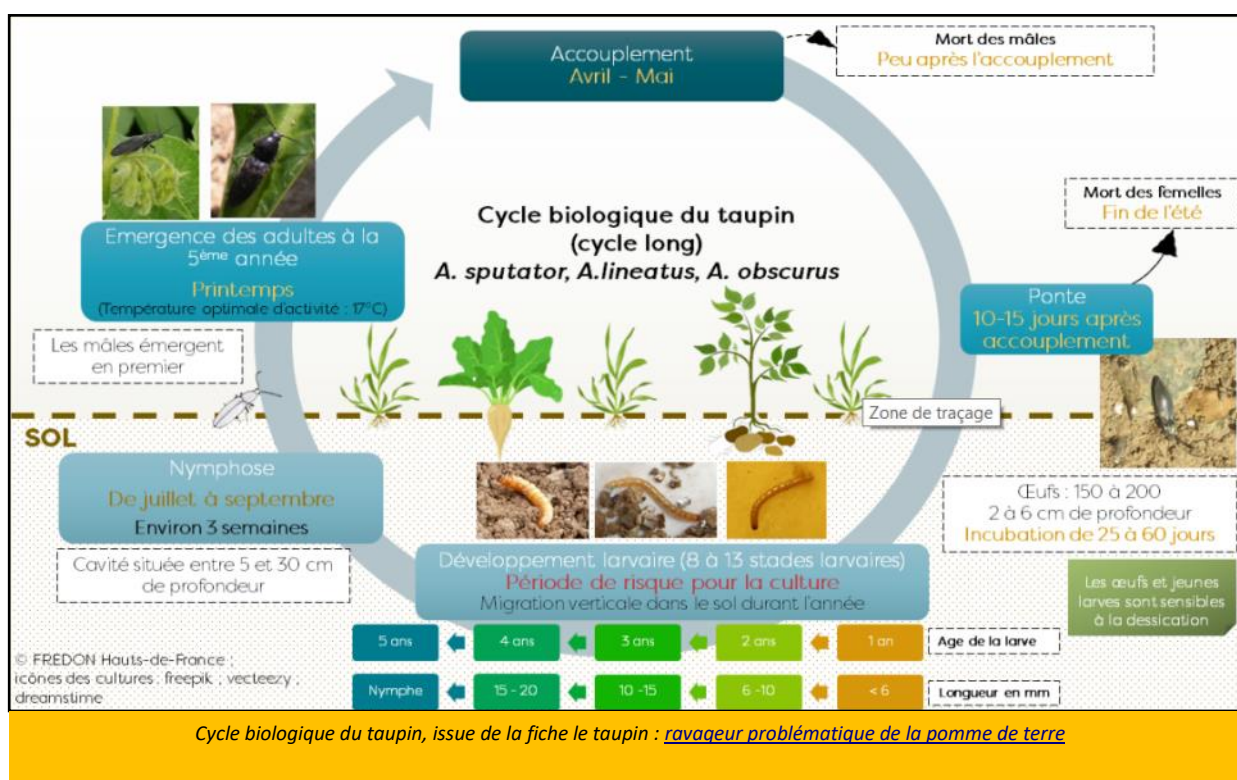 Accouplement
Avril - Mai
Mort des mâles
Peu après l'accouplement
Mort des femelles
Fin de l'été
Cycle biologique du taupin
(cycle long)
A. sputator, A.lineatus, A. obscurus
Emergence des adultes à la
5ème année
Printemps
(Température optimale d'activité : 17°C)
Les mâles émergent
en premier
Ponte
10-15 jours après
accouplement
Zone de traçage
SOL
Nymphose
De juillet à septembre
Environ 3 semaines
Cavité située entre 5 et 30 cm
de profondeur
Œufs : 150 à 200
2 à 6 cm de profondeur
Incubation de 25 à 60 jours
Les œufs et jeunes
larves sont sensibles
à la dessication
Développement larvaire (8 à 13 stades larvaires)
Période de risque pour la culture
Migration verticale dans le sol durant l'année
5 ans 4 ans 3 ans 2 ans 1 an Age de la larve
Nymphe 15 - 20 10 -15 6 -10 < 6 Longueur en mm
© FREDON Hauts-de-France ;
icônes des cultures : freepik ; vecteezy ;
dreamstime
Cycle biologique du taupin, issue de la fiche le taupin : ravageur problématique de la pomme de terre